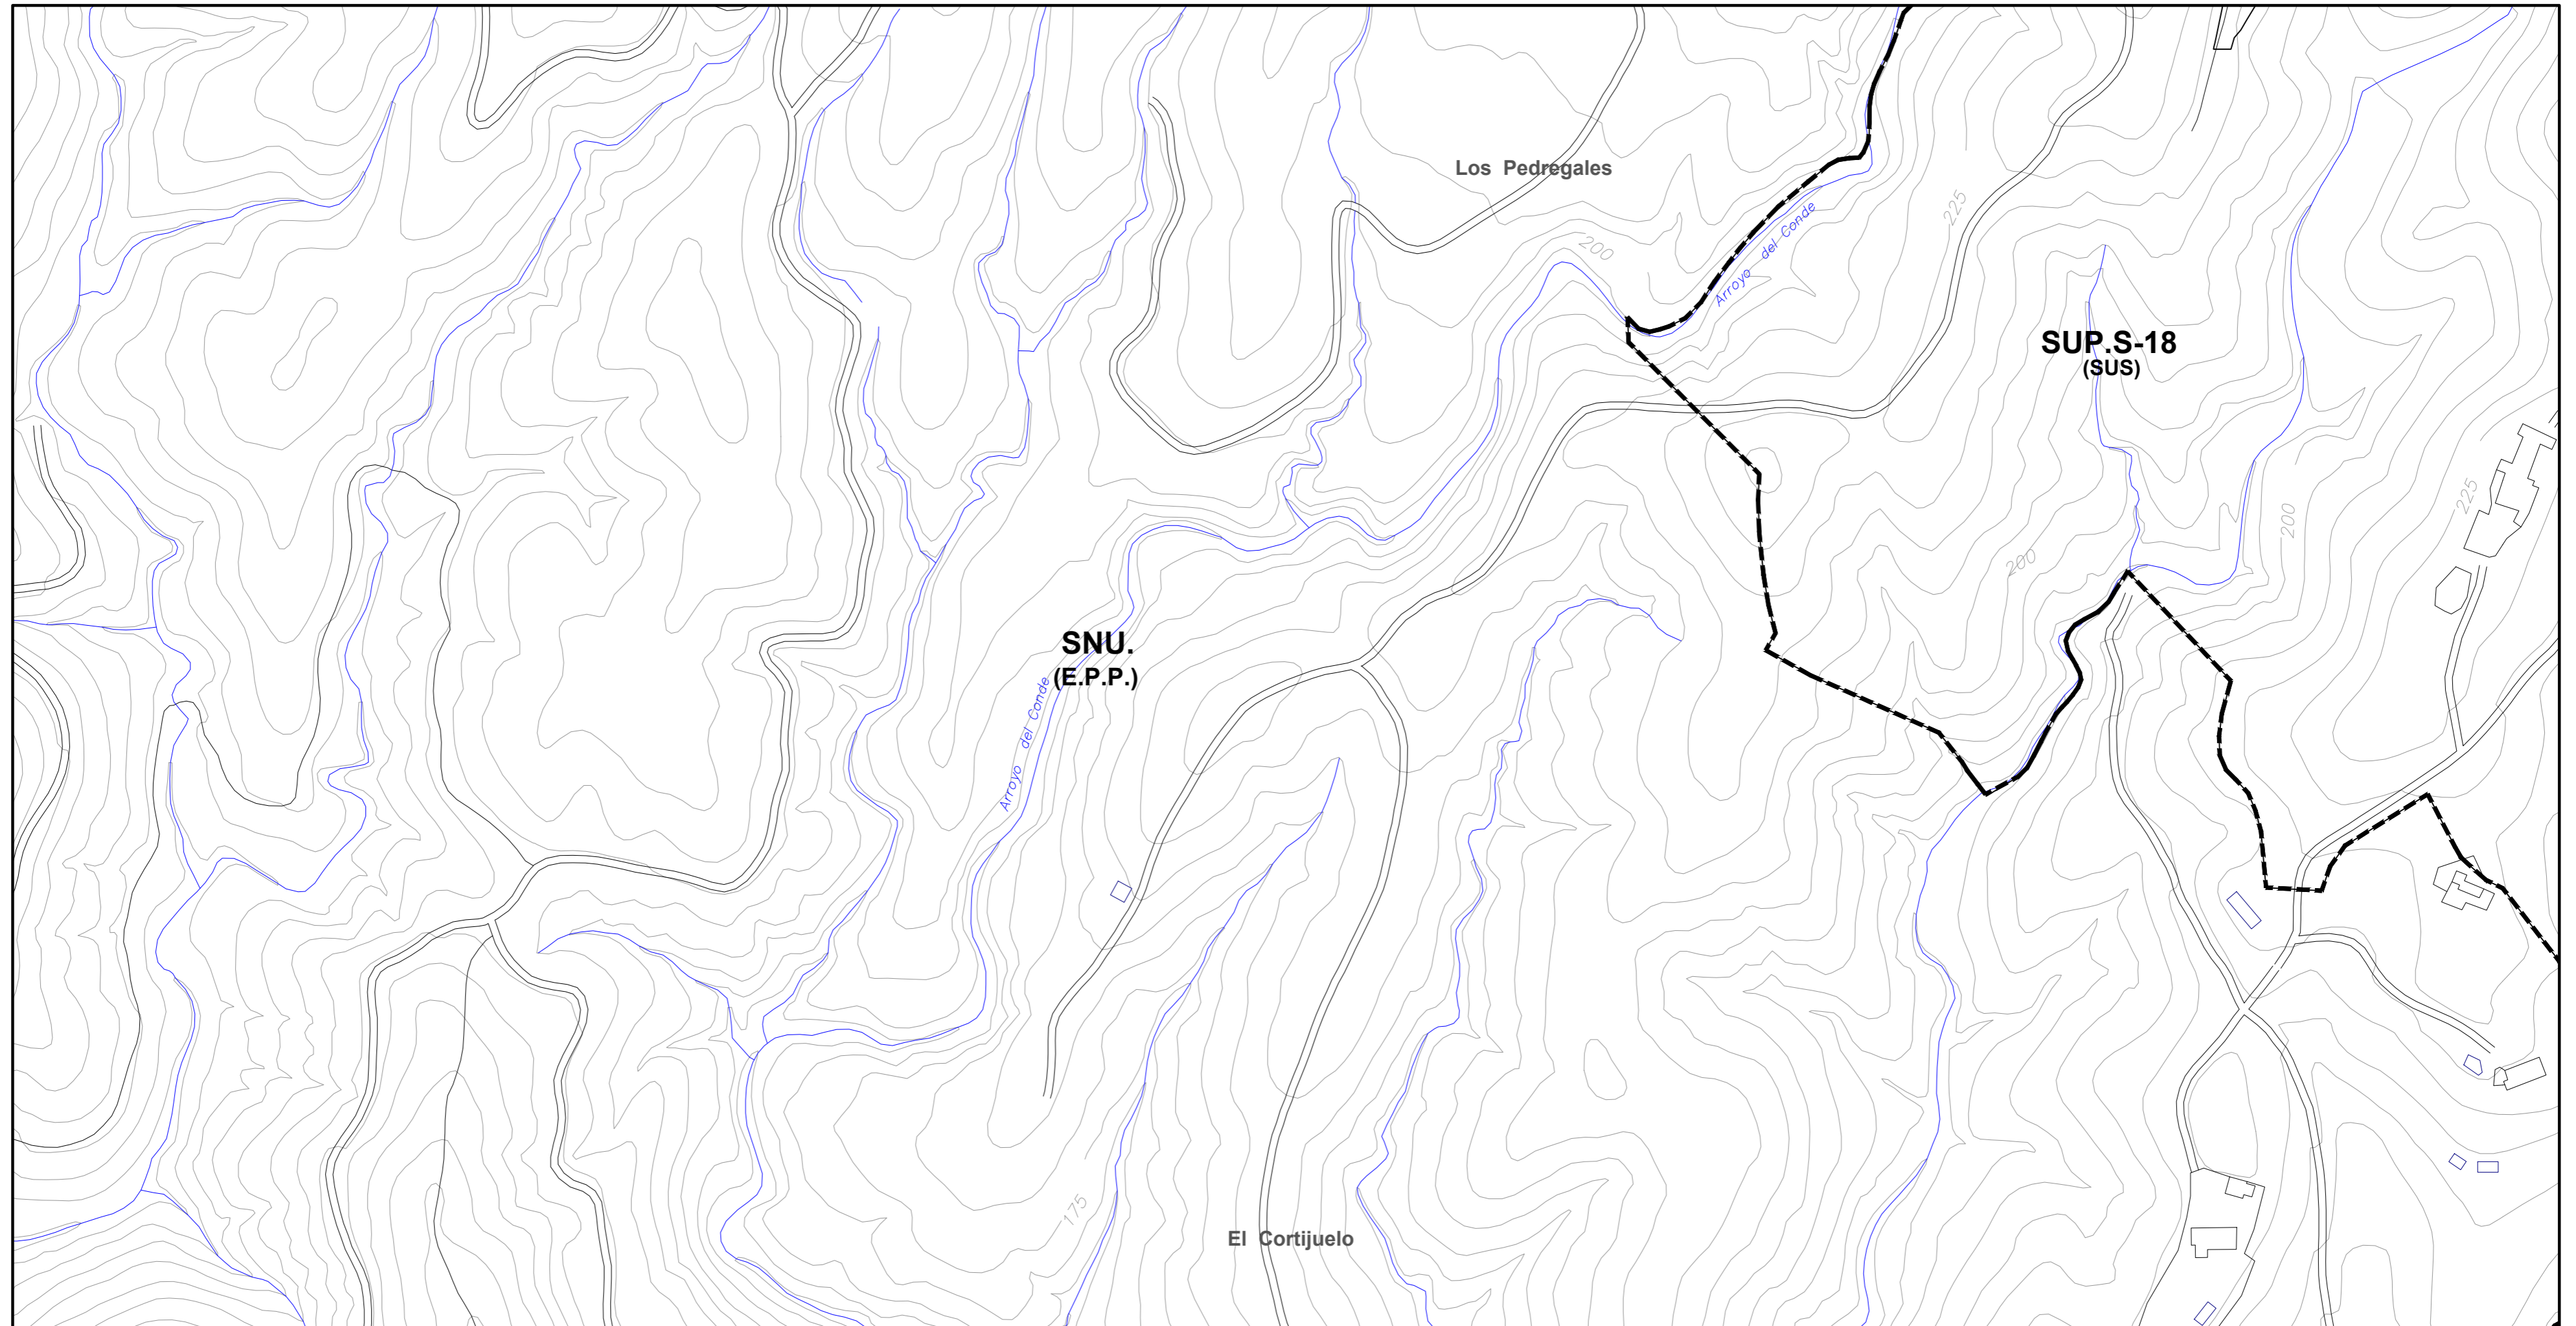 Los Pedregales
225
Arroyo del Conde
200
SUP.S-18
(SUS)
225
200
200
SNU.
(E.P.P.)
Arroyo del Conde
175
El Cortijuelo